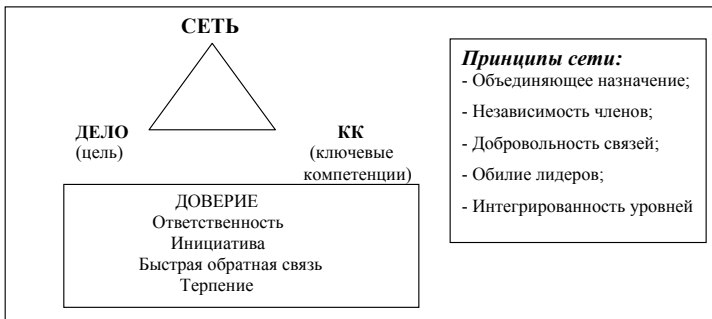 СЕТЬ
ДЕЛО
(цель)
КК
(ключевые
компетенции)
ДОВЕРИЕ
Ответственность
Инициатива
Быстрая обратная связь
Терпение
Принципы сети:
- Объединяющее назначение;
- Независимость членов;
- Добровольность связей;
- Обилие лидеров;
- Интегрированность уровней